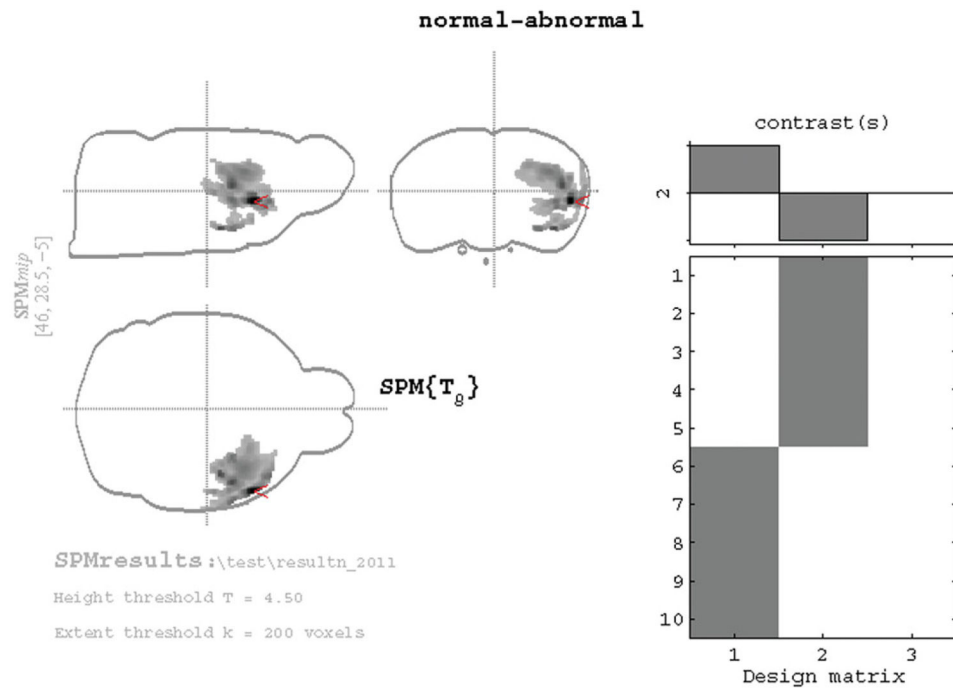 normal-abnormal
SPMmip
[46, 28.5, -5]
SPM{T8}
SPMresults:\test\resultn_2011
Height threshold T = 4.50
Extent threshold k = 200 voxels
contrast(s)
2
1
2
3
4
5
6
7
8
9
10
1 2 3
Design matrix